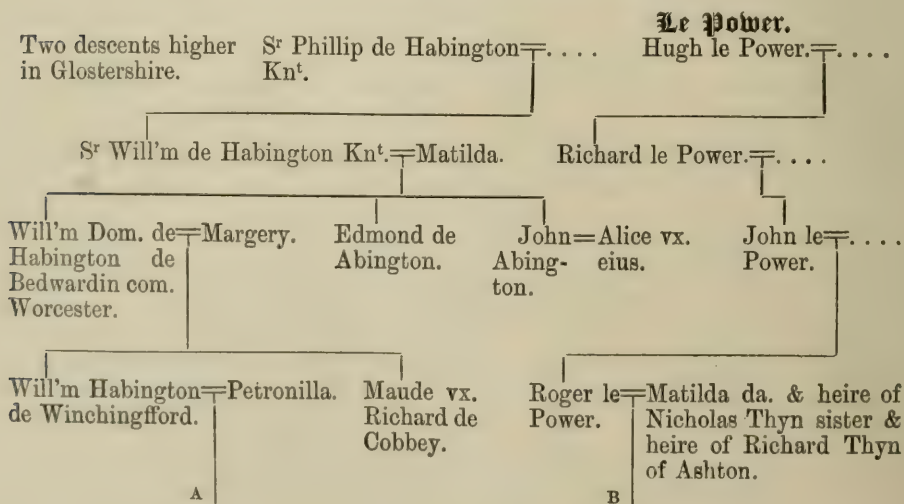 Le Power.
Two descents higher
in Glostershire.
Sr Phillip de Habington
Knt.
Hugh le Power. . . . .
Sr Will'm de Habington Knt. Matilda.
Richard le Power. . . . .
Will'm Dom. de
Habington de
Bedwardin com.
Worcester.
Margery.
Edmond de
Abington.
John
Abing-
ton.
Alice vx.
eius.
John le
Power.
. . . .
Will'm Habington
de Winchingfford.
Petronilla.
Maude vx.
Richard de
Cobbey.
Roger le
Power.
Matilda da. & heire of
Nicholas Thyn sister &
heire of Richard Thyn
of Ashton.
A
B